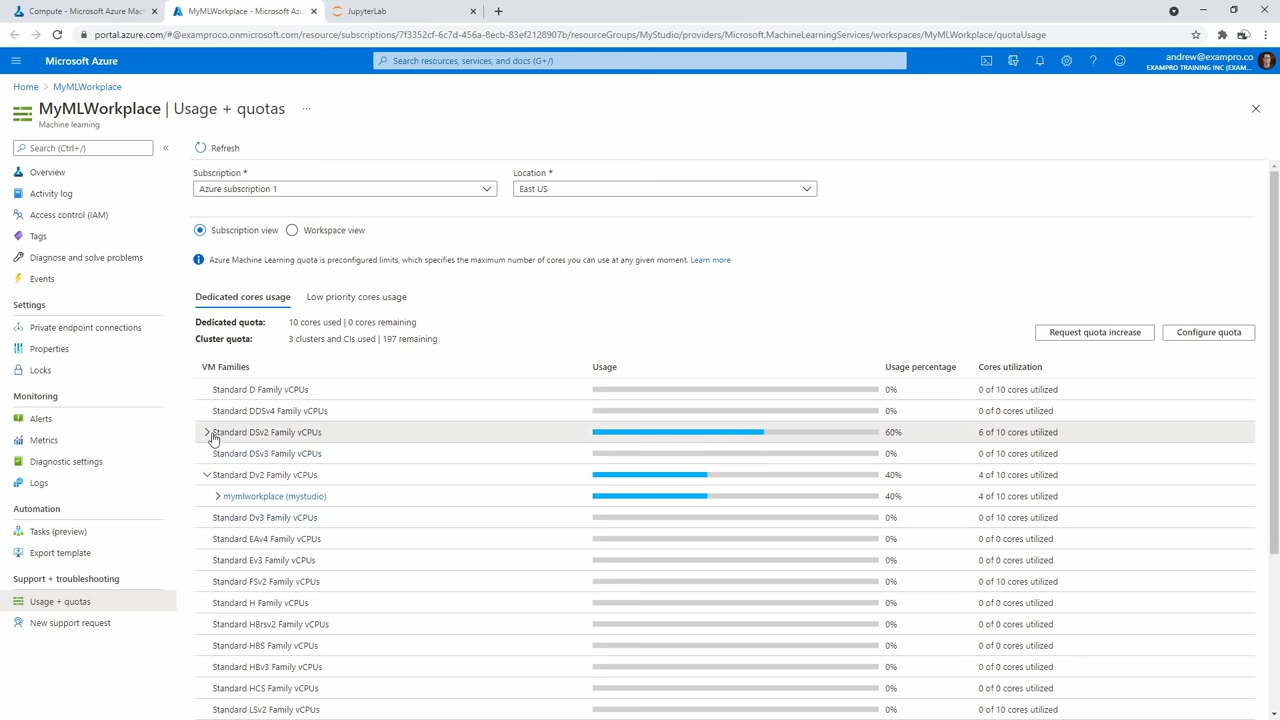 Compute - Microsoft Azure Mac
MyMLWorkplace - Microsoft Azu
JupyterLab
portal.azure.com/#@examproco.onmicrosoft.com/resource/subscriptions/7f3352cf-6c7d-456a-8ecb-83ef2128917b/resourceGroups/MyStudio/providers/Microsoft.MachineLearningServices/workspaces/MyMLWorkplace/quotaUsage
Microsoft Azure
Search resources, services, and docs (G+/)
andrew@exampro.co
EXAMPRO TRAINING INC (EXAM...
Home > MyMLWorkplace
MyMLWorkplace | Usage + quotas ...
Machine learning
Search (Ctrl+/)
«
Overview
Activity log
Access control (IAM)
Tags
Diagnose and solve problems
Events
Settings
Private endpoint connections
Properties
Locks
Monitoring
Alerts
Metrics
Diagnostic settings
Logs
Automation
Tasks (preview)
Export template
Support + troubleshooting
Usage + quotas
New support request
Refresh
Subscription *
Location *
Azure subscription 1
East US
Subscription view
Workspace view
Azure Machine Learning quota is preconfigured limits, which specifies the maximum number of cores you can use at any given moment. Learn more
Dedicated cores usage
Low priority cores usage
Dedicated quota: 10 cores used | 0 cores remaining
Cluster quota: 3 clusters and CIs used | 197 remaining
Request quota increase
Configure quota
VM Families Usage Usage percentage Cores utilization
Standard D Family vCPUs 0% 0 of 10 cores utilized
Standard DDSv4 Family vCPUs 0% 0 of 0 cores utilized
Standard DSv2 Family vCPUs 60% 6 of 10 cores utilized
Standard DSv3 Family vCPUs 0% 0 of 10 cores utilized
Standard Dv2 Family vCPUs 40% 4 of 10 cores utilized
mymlworkplace (mystudio) 40% 4 of 10 cores utilized
Standard Dv3 Family vCPUs 0% 0 of 10 cores utilized
Standard EAv4 Family vCPUs 0% 0 of 0 cores utilized
Standard Ev3 Family vCPUs 0% 0 of 0 cores utilized
Standard FSv2 Family vCPUs 0% 0 of 10 cores utilized
Standard H Family vCPUs 0% 0 of 0 cores utilized
Standard HBrsv2 Family vCPUs 0% 0 of 0 cores utilized
Standard HBS Family vCPUs 0% 0 of 0 cores utilized
Standard HBv3 Family vCPUs 0% 0 of 0 cores utilized
Standard HCS Family vCPUs 0% 0 of 0 cores utilized
Standard LSv2 Family vCPUs 0% 0 of 10 cores utilized